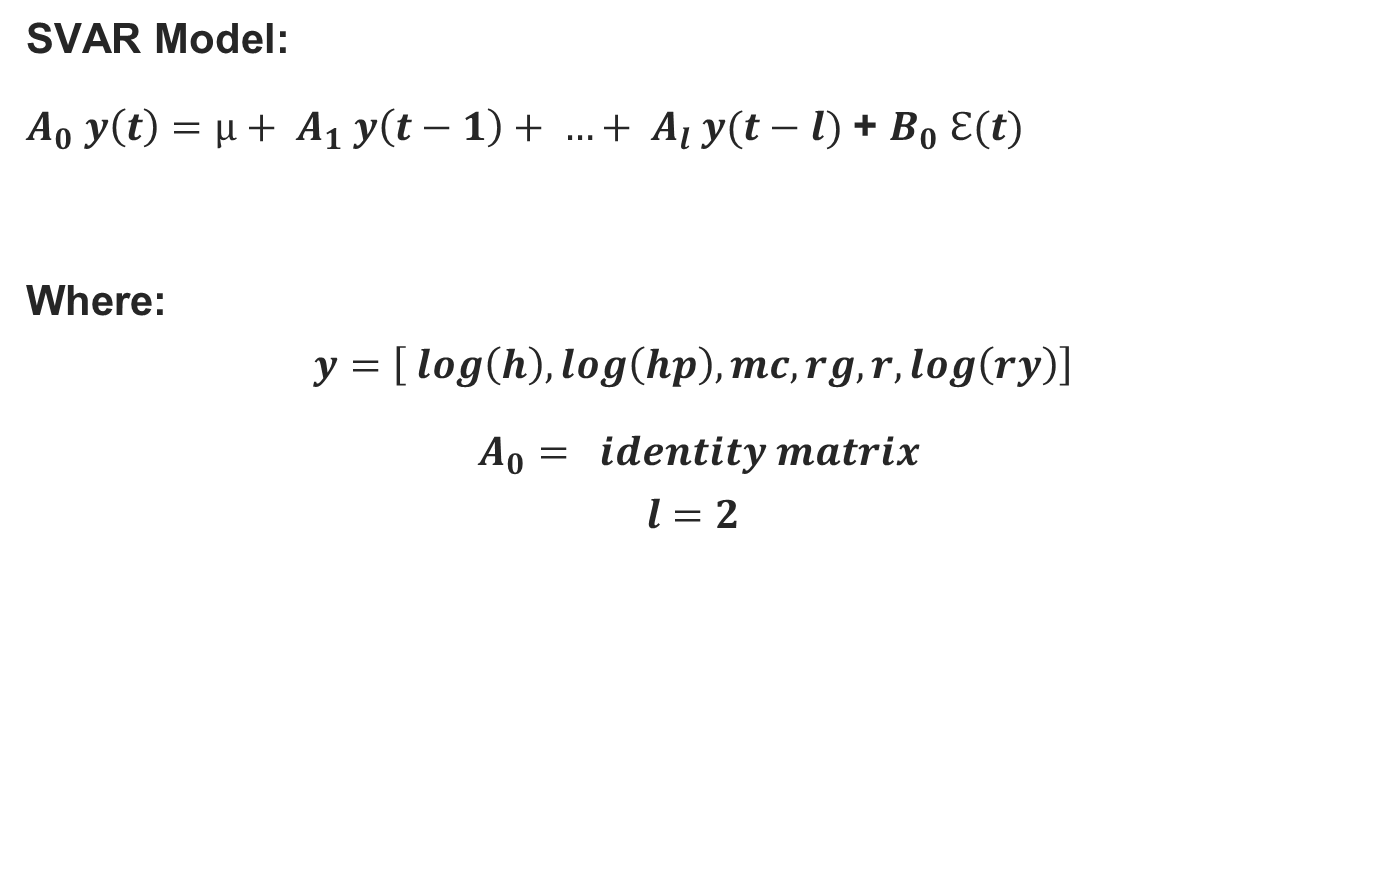 SVAR Model:
A₀ y(t) = μ + A₁ y(t − 1) + … + Aₗ y(t − l) + B₀ Ɛ(t)
Where:
y = [ log(h), log(hp), mc, rg, r, log(ry)]
A₀ = identity matrix
l = 2